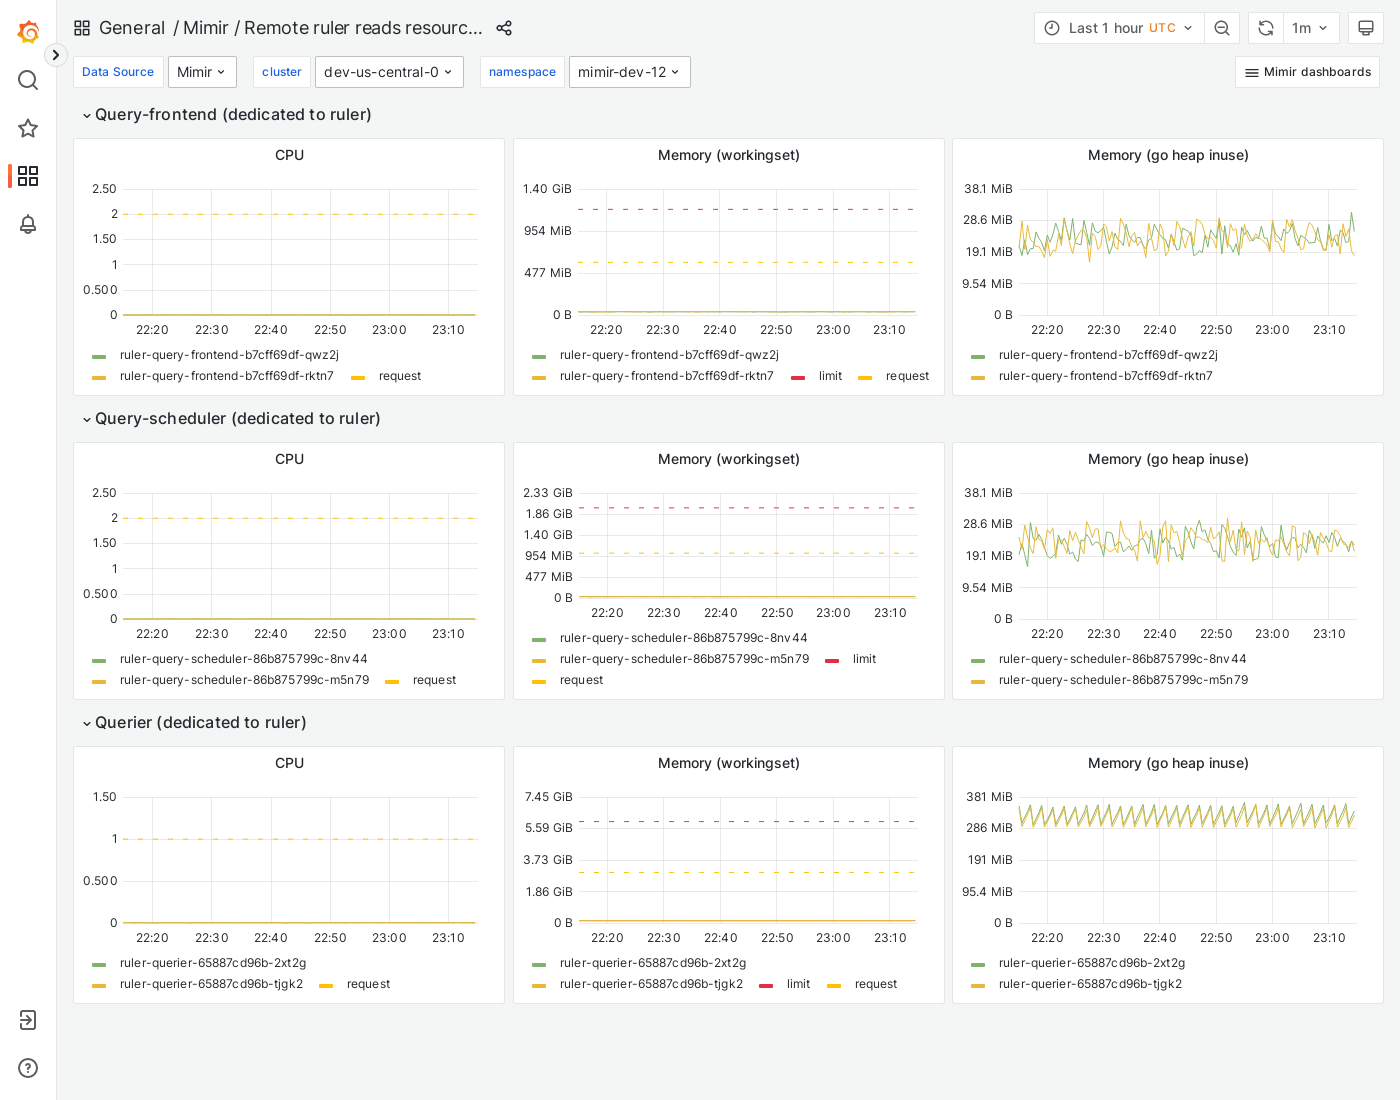 General / Mimir / Remote ruler reads resourc...
Last 1 hour UTC
1m
Data Source Mimir cluster dev-us-central-0 namespace mimir-dev-12 Mimir dashboards
Query-frontend (dedicated to ruler)
CPU
2.50
2
1.50
1
0.500
0
22:20 22:30 22:40 22:50 23:00 23:10
ruler-query-frontend-b7cff69df-qwz2j
ruler-query-frontend-b7cff69df-rktn7 request
Memory (workingset)
1.40 GiB
954 MiB
477 MiB
0 B
22:20 22:30 22:40 22:50 23:00 23:10
ruler-query-frontend-b7cff69df-qwz2j
ruler-query-frontend-b7cff69df-rktn7 limit request
Memory (go heap inuse)
38.1 MiB
28.6 MiB
19.1 MiB
9.54 MiB
0 B
22:20 22:30 22:40 22:50 23:00 23:10
ruler-query-frontend-b7cff69df-qwz2j
ruler-query-frontend-b7cff69df-rktn7
Query-scheduler (dedicated to ruler)
CPU
2.50
2
1.50
1
0.500
0
22:20 22:30 22:40 22:50 23:00 23:10
ruler-query-scheduler-86b875799c-8nv44
ruler-query-scheduler-86b875799c-m5n79 request
Memory (workingset)
2.33 GiB
1.86 GiB
1.40 GiB
954 MiB
477 MiB
0 B
22:20 22:30 22:40 22:50 23:00 23:10
ruler-query-scheduler-86b875799c-8nv44
ruler-query-scheduler-86b875799c-m5n79 limit
request
Memory (go heap inuse)
38.1 MiB
28.6 MiB
19.1 MiB
9.54 MiB
0 B
22:20 22:30 22:40 22:50 23:00 23:10
ruler-query-scheduler-86b875799c-8nv44
ruler-query-scheduler-86b875799c-m5n79
Querier (dedicated to ruler)
CPU
1.50
1
0.500
0
22:20 22:30 22:40 22:50 23:00 23:10
ruler-querier-65887cd96b-2xt2g
ruler-querier-65887cd96b-tjgk2 request
Memory (workingset)
7.45 GiB
5.59 GiB
3.73 GiB
1.86 GiB
0 B
22:20 22:30 22:40 22:50 23:00 23:10
ruler-querier-65887cd96b-2xt2g
ruler-querier-65887cd96b-tjgk2 limit request
Memory (go heap inuse)
381 MiB
286 MiB
191 MiB
95.4 MiB
0 B
22:20 22:30 22:40 22:50 23:00 23:10
ruler-querier-65887cd96b-2xt2g
ruler-querier-65887cd96b-tjgk2